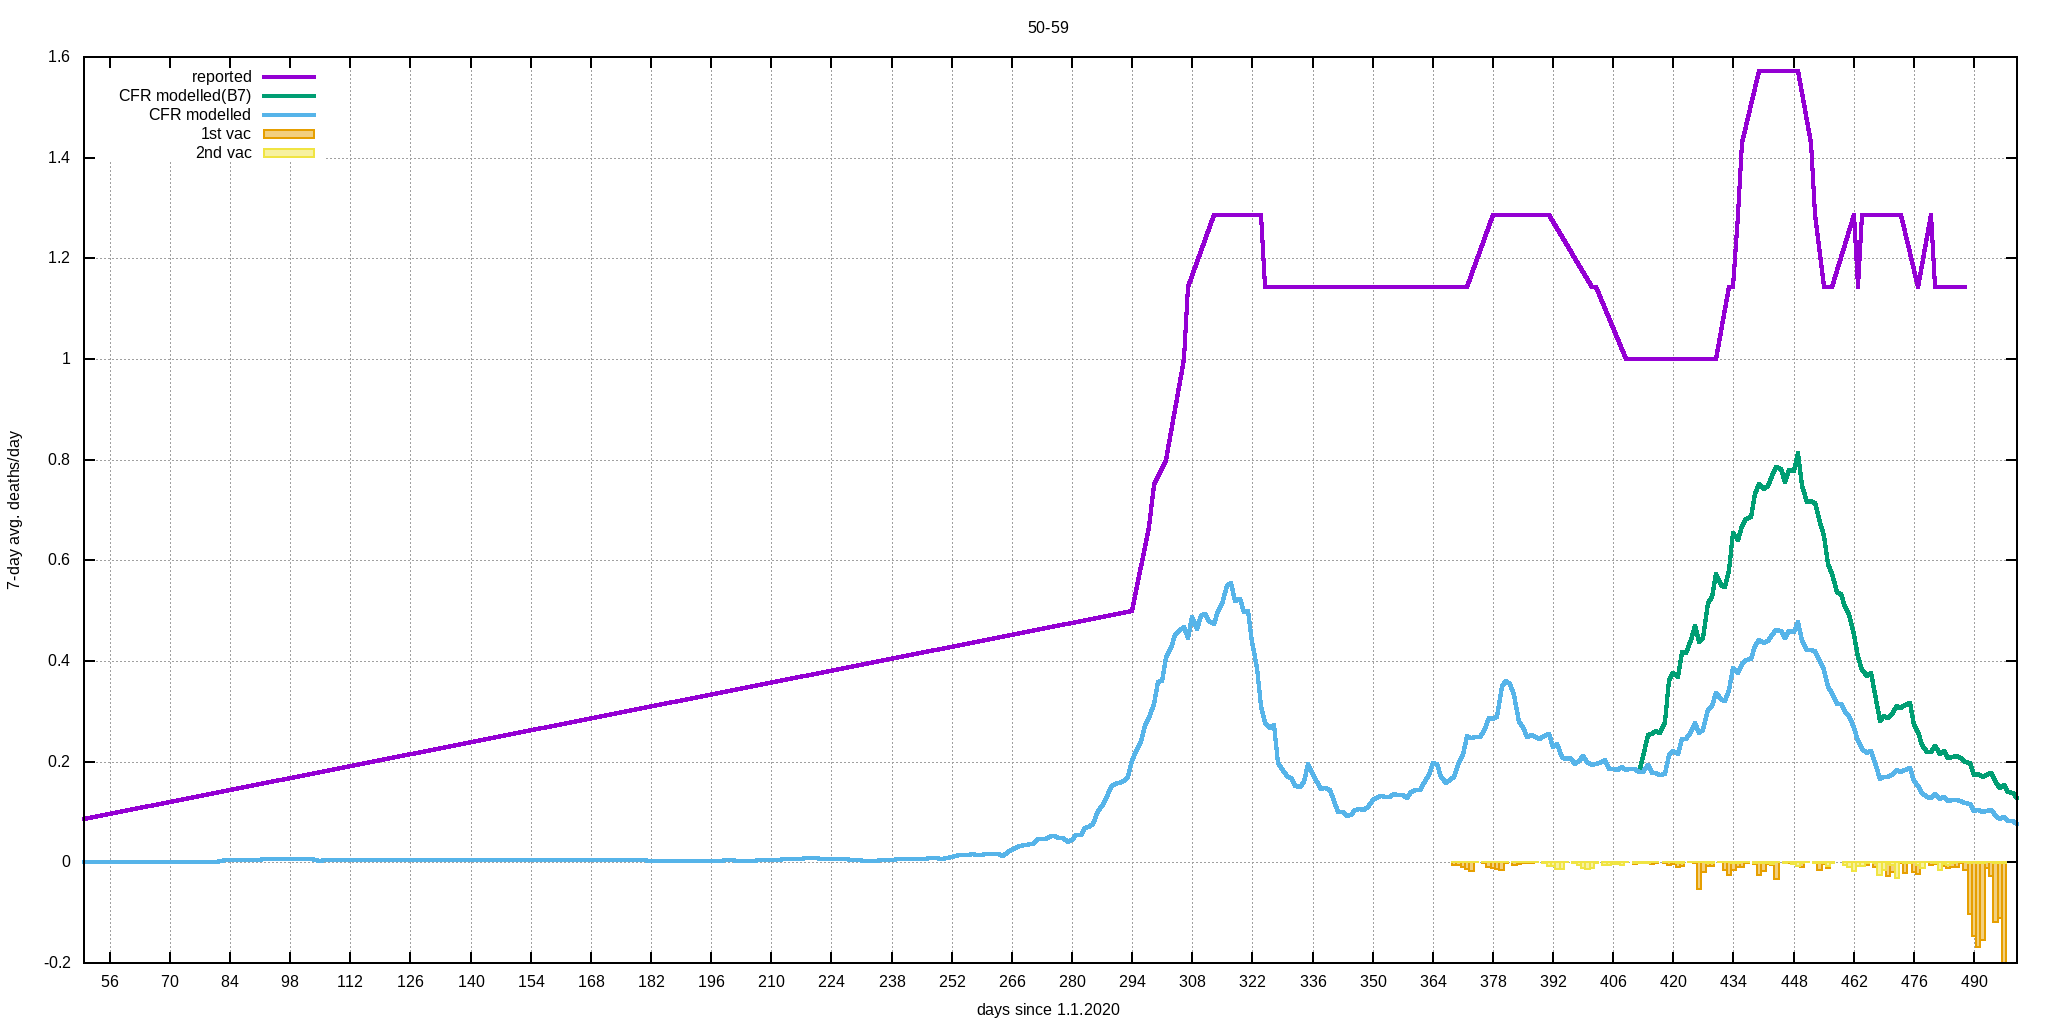 50-59
reported
CFR modelled(B7)
CFR modelled
1st vac
2nd vac
1.6
1.4
1.2
1
0.8
0.6
0.4
0.2
0
-0.2
7-day avg. deaths/day
56 70 84 98 112 126 140 154 168 182 196 210 224 238 252 266 280 294 308 322 336 350 364 378 392 406 420 434 448 462 476 490
days since 1.1.2020